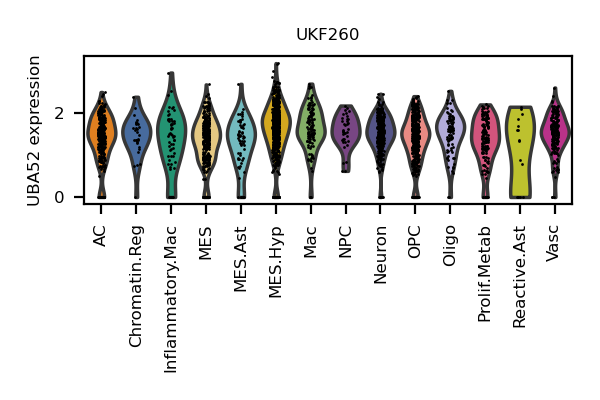 UKF260
UBA52 expression
2
0
AC
Chromatin.Reg
Inflammatory.Mac
MES
MES.Ast
MES.Hyp
Mac
NPC
Neuron
OPC
Oligo
Prolif.Metab
Reactive.Ast
Vasc